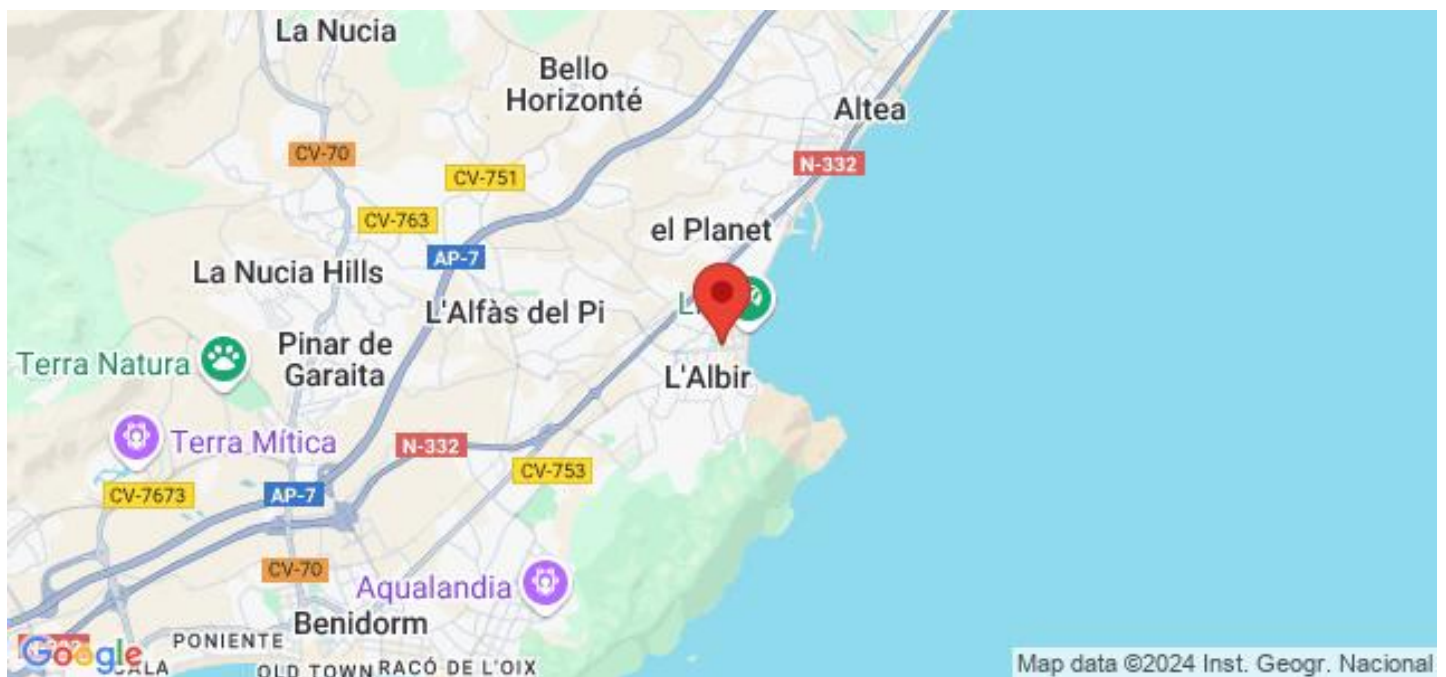 La Nucia
Bello
Horizonté
Altea
CV-70
N-332
CV-751
CV-763
el Planet
AP-7
La Nucia Hills
L'Alfàs del Pi
Pinar de
Garaita
Terra Natura
L'Albir
Terra Mítica
N-332
CV-753
CV-7673
AP-7
CV-70
Aqualandia
Benidorm
PONIENTE
Google
OLD TOWN
RACÓ DE L'OIX
Map data ©2024 Inst. Geogr. Nacional